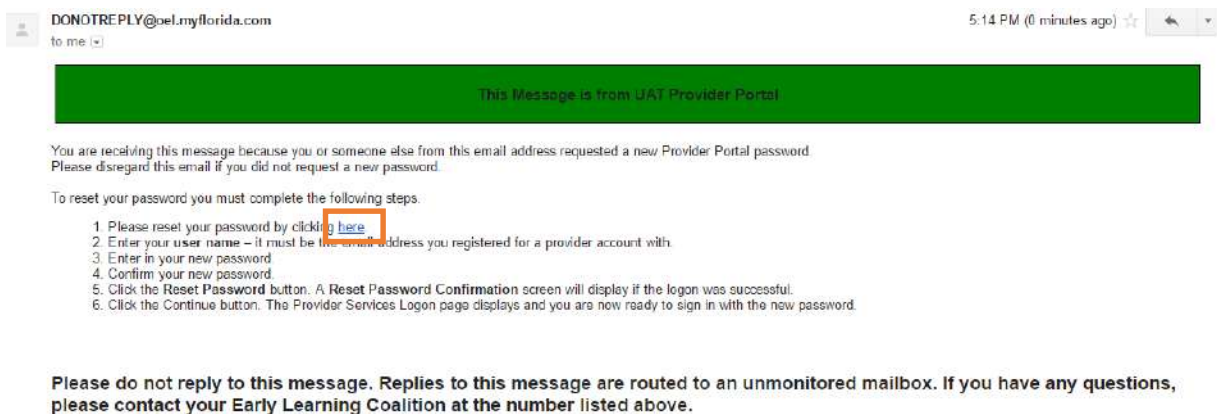 DONOTREPLY@oel.myflorida.com 5:14 PM (0 minutes ago)
to me
This Message is from UAT Provider Portal
You are receiving this message because you or someone else from this email address requested a new Provider Portal password.
Please disregard this email if you did not request a new password.
To reset your password you must complete the following steps.
1. Please reset your password by clicking here
2. Enter your user name – it must be the email address you registered for a provider account with.
3. Enter in your new password
4. Confirm your new password.
5. Click the Reset Password button. A Reset Password Confirmation screen will display if the logon was successful.
6. Click the Continue button. The Provider Services Logon page displays and you are now ready to sign in with the new password.
Please do not reply to this message. Replies to this message are routed to an unmonitored mailbox. If you have any questions,
please contact your Early Learning Coalition at the number listed above.